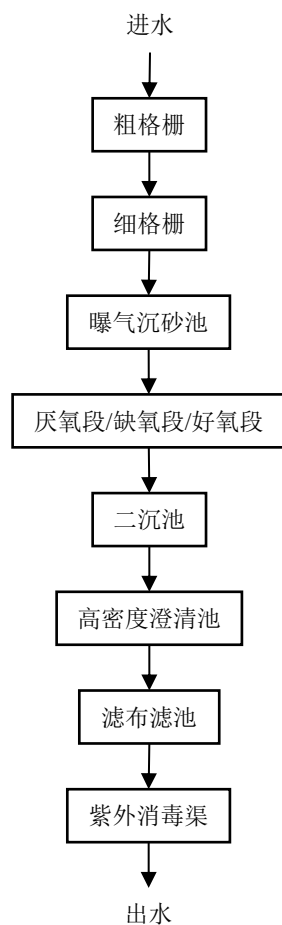 进水
粗格栅
细格栅
曝气沉砂池
厌氧段/缺氧段/好氧段
二沉池
高密度澄清池
滤布滤池
紫外消毒渠
出水